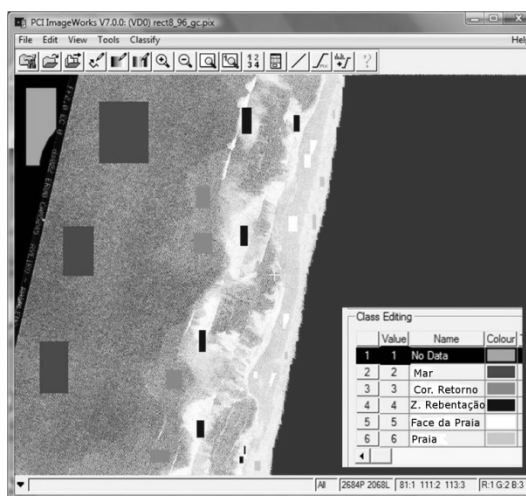 PCI ImageWorks V7.0.0: (VD0) rect8_96_gc.pix
File Edit View Tools Classify Help
Class Editing
Value Name Colour
1 1 No Data
2 2 Mar
3 3 Cor. Retorno
4 4 Z. Rebentação
5 5 Face da Praia
6 6 Praia
All 2684P 2068L 81:1 111:2 113:3 R:1 G:2 B:3